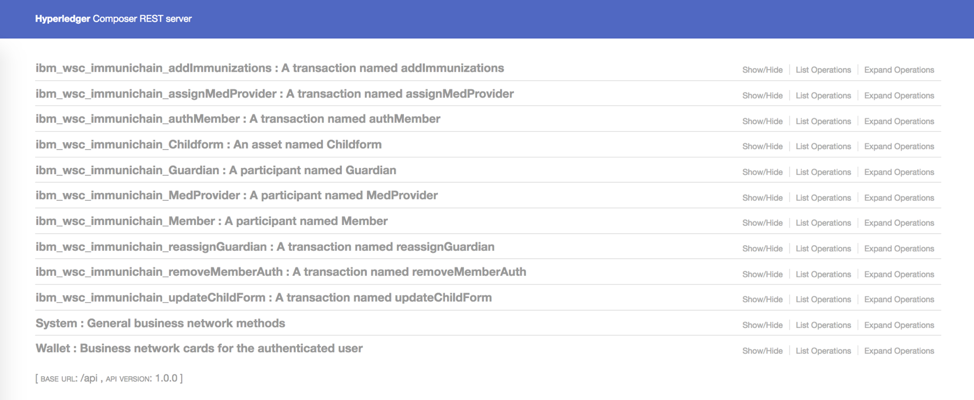 Hyperledger Composer REST server
ibm_wsc_immunichain_addImmunizations : A transaction named addImmunizations Show/Hide List Operations Expand Operations
ibm_wsc_immunichain_assignMedProvider : A transaction named assignMedProvider Show/Hide List Operations Expand Operations
ibm_wsc_immunichain_authMember : A transaction named authMember Show/Hide List Operations Expand Operations
ibm_wsc_immunichain_Childform : An asset named Childform Show/Hide List Operations Expand Operations
ibm_wsc_immunichain_Guardian : A participant named Guardian Show/Hide List Operations Expand Operations
ibm_wsc_immunichain_MedProvider : A participant named MedProvider Show/Hide List Operations Expand Operations
ibm_wsc_immunichain_Member : A participant named Member Show/Hide List Operations Expand Operations
ibm_wsc_immunichain_reassignGuardian : A transaction named reassignGuardian Show/Hide List Operations Expand Operations
ibm_wsc_immunichain_removeMemberAuth : A transaction named removeMemberAuth Show/Hide List Operations Expand Operations
ibm_wsc_immunichain_updateChildForm : A transaction named updateChildForm Show/Hide List Operations Expand Operations
System : General business network methods Show/Hide List Operations Expand Operations
Wallet : Business network cards for the authenticated user Show/Hide List Operations Expand Operations
[ BASE URL: /api , API VERSION: 1.0.0 ]